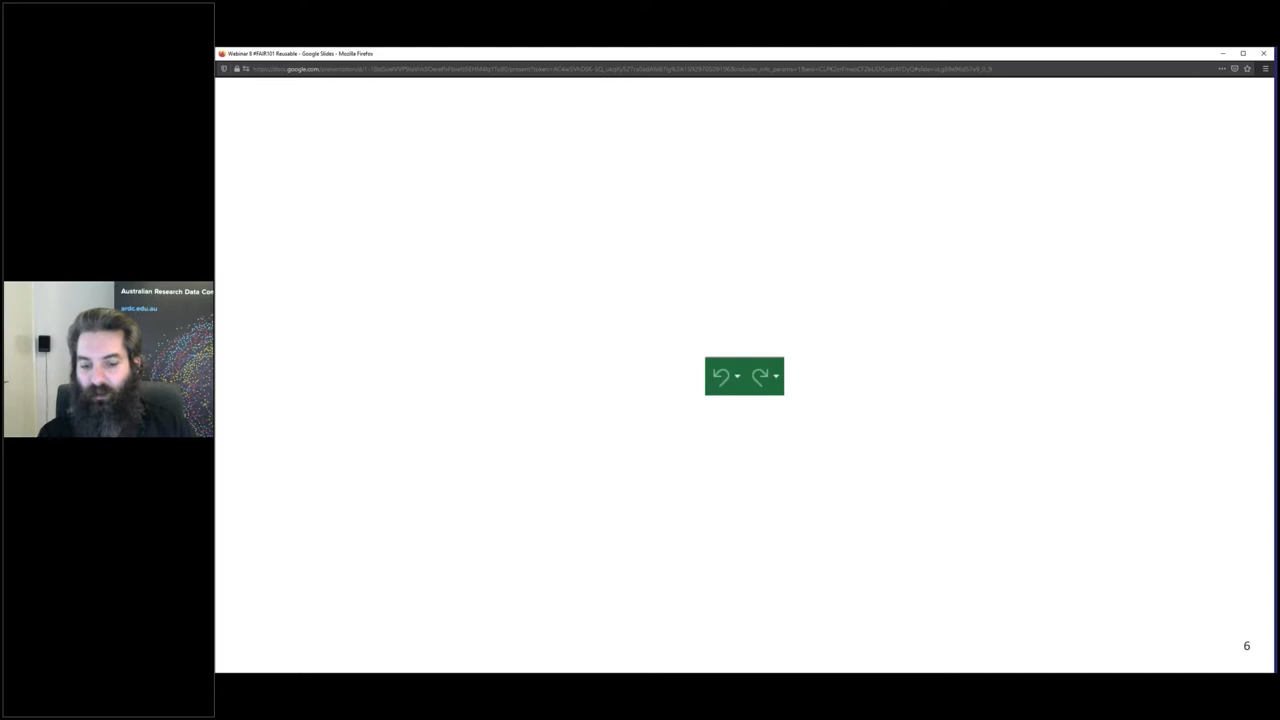 Webinar 8 #FAIR101 Reusable - Google Slides - Mozilla Firefox
Australian Research Data Com
ardc.edu.au
6